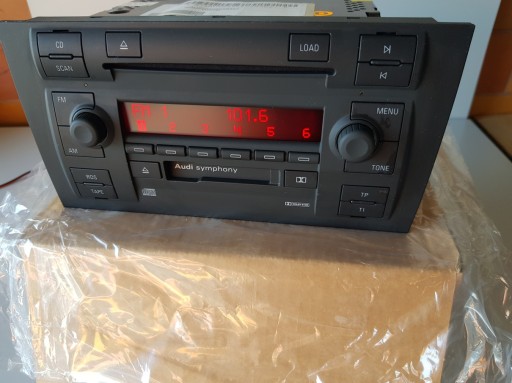 CD
LOAD
SCAN
FM
MENU
FM 1 101.6
1 2 3 4 5 6
AM
TONE
RDS
Audi symphony
TP
TAPE
TI